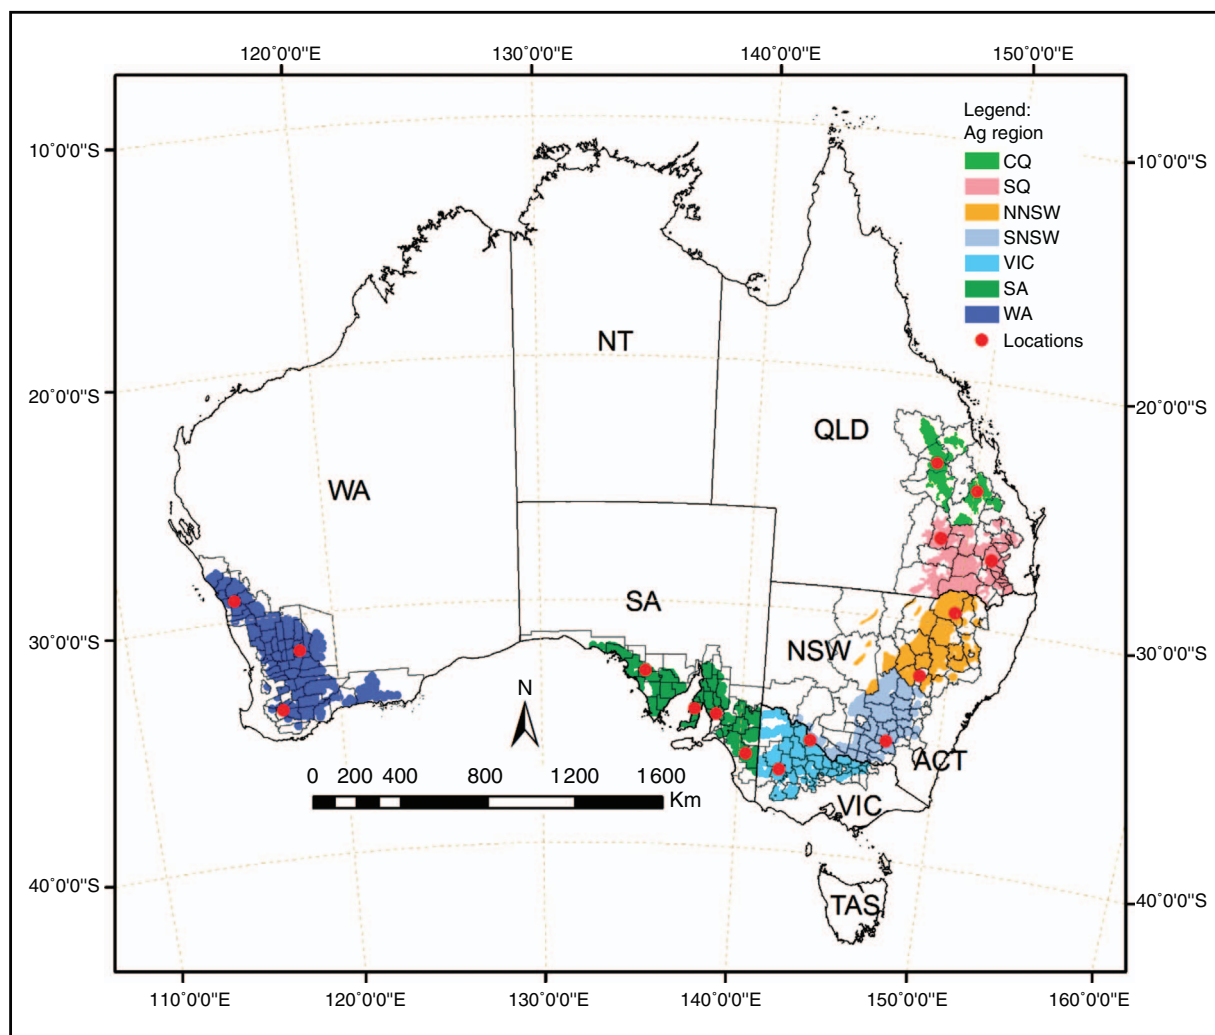 120°0'0"E 130°0'0"E 140°0'0"E 150°0'0"E
Legend:
Ag region
CQ
SQ
NNSW
SNSW
VIC
SA
WA
Locations
10°0'0"S 10°0'0"S
NT
20°0'0"S 20°0'0"S
QLD
WA
SA
30°0'0"S 30°0'0"S
NSW
N
ACT
0 200 400 800 1200 1600
Km
VIC
40°0'0"S 40°0'0"S
TAS
110°0'0"E 120°0'0"E 130°0'0"E 140°0'0"E 150°0'0"E 160°0'0"E